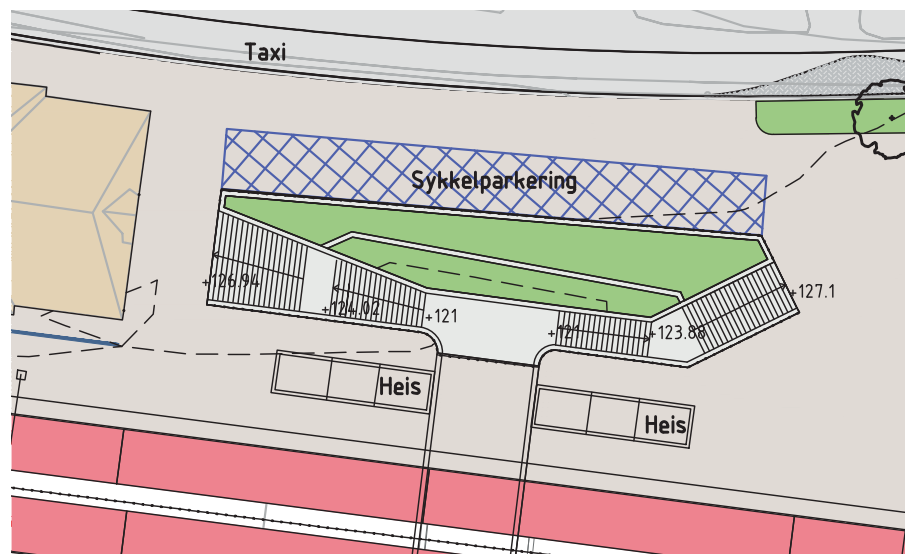 Taxi
Sykkelparkering
+126.94
+124.02
+121
+121
+123.88
+127.1
Heis
Heis